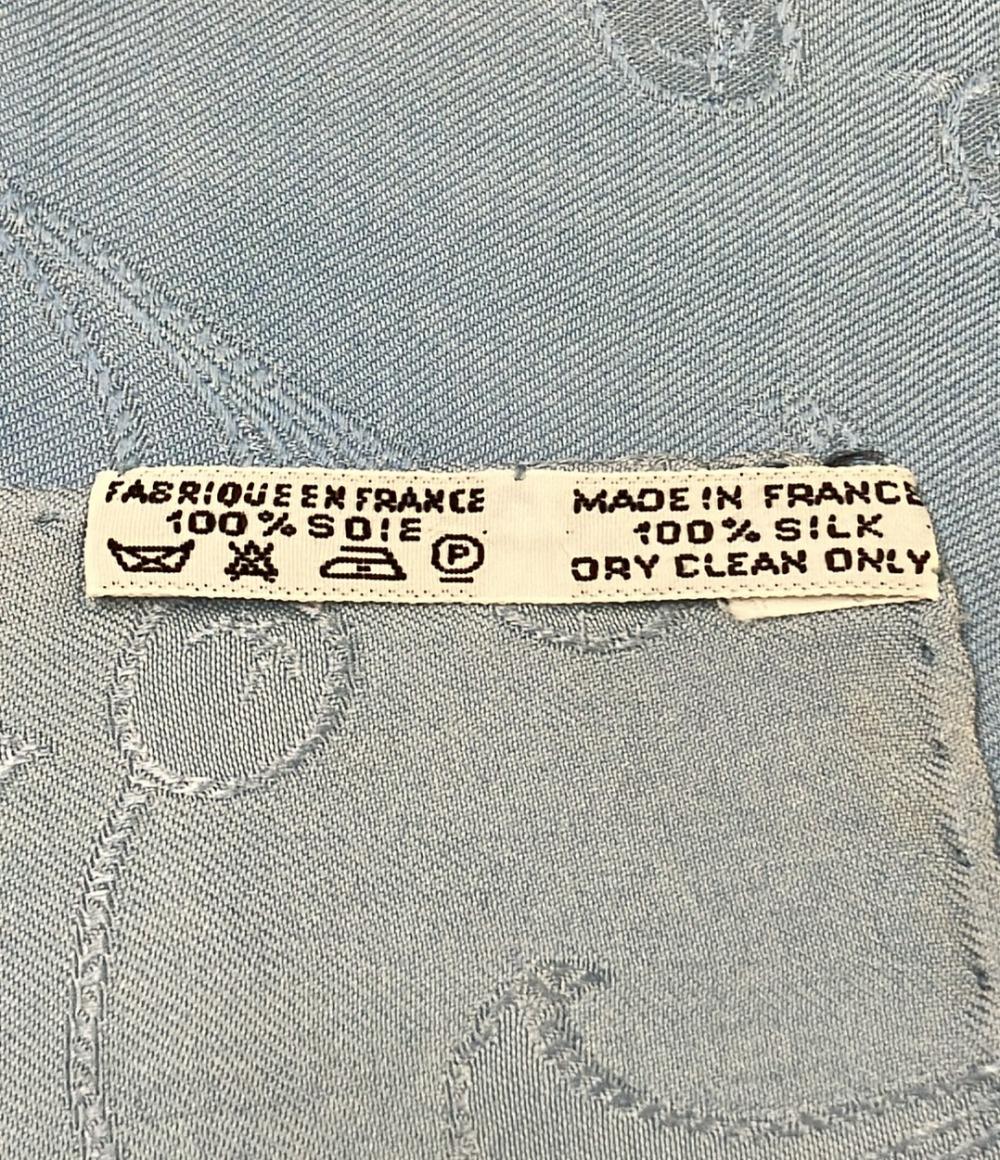 FABRIQUE EN FRANCE
100% SOIE
P
MADE IN FRANCE
100% SILK
DRY CLEAN ONLY